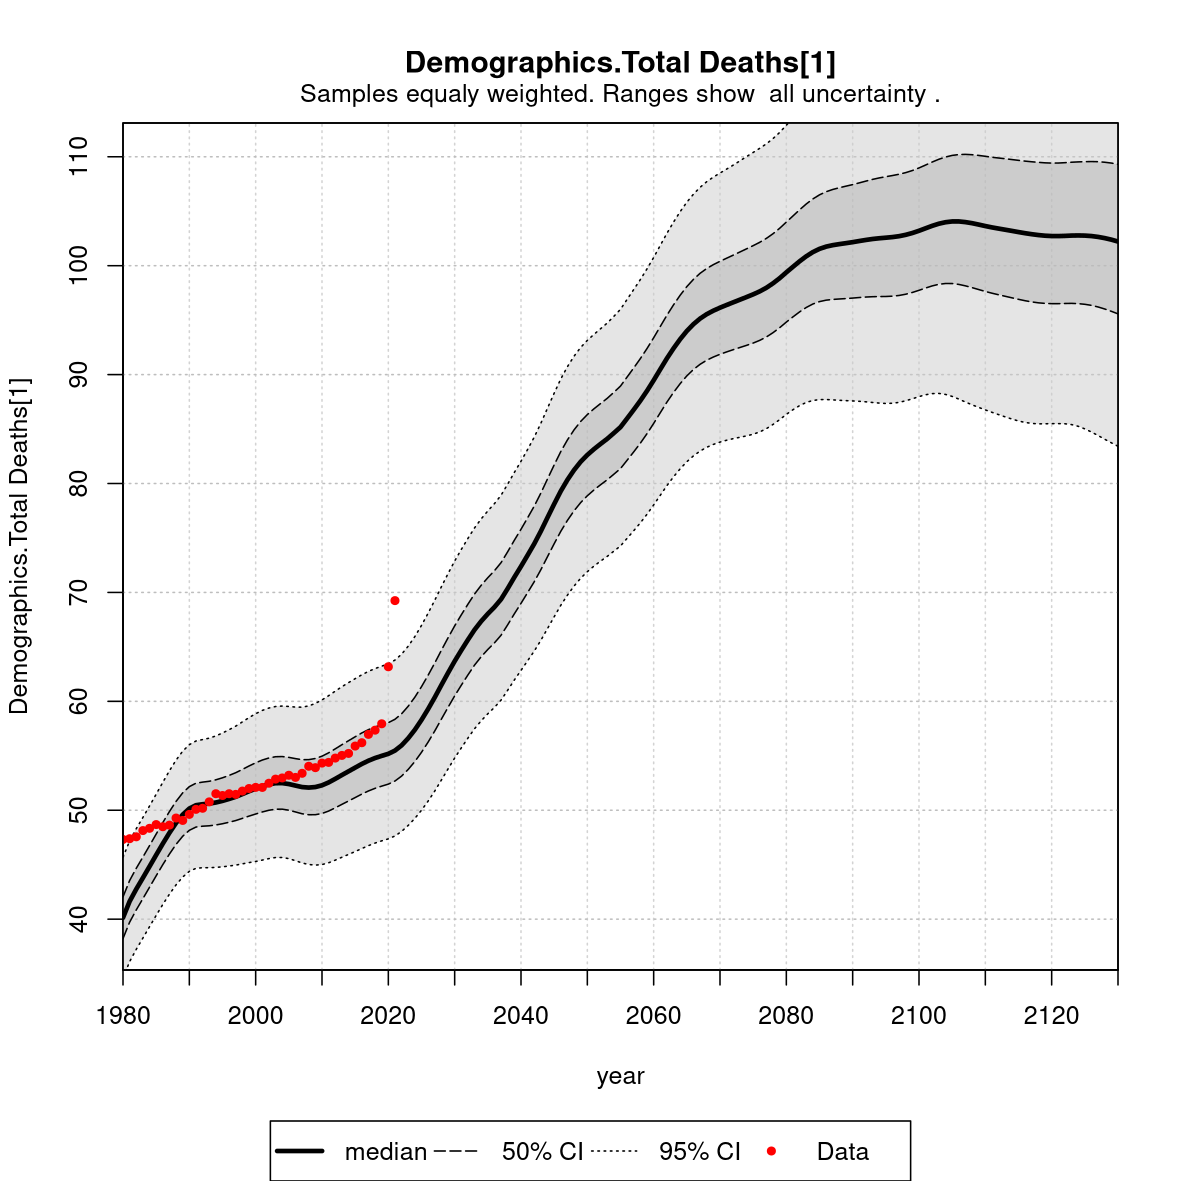 Demographics.Total Deaths[1]
Samples equaly weighted. Ranges show  all uncertainty .
Demographics.Total Deaths[1]
110
100
90
80
70
60
50
40
1980 2000 2020 2040 2060 2080 2100 2120
year
median 50% CI 95% CI Data